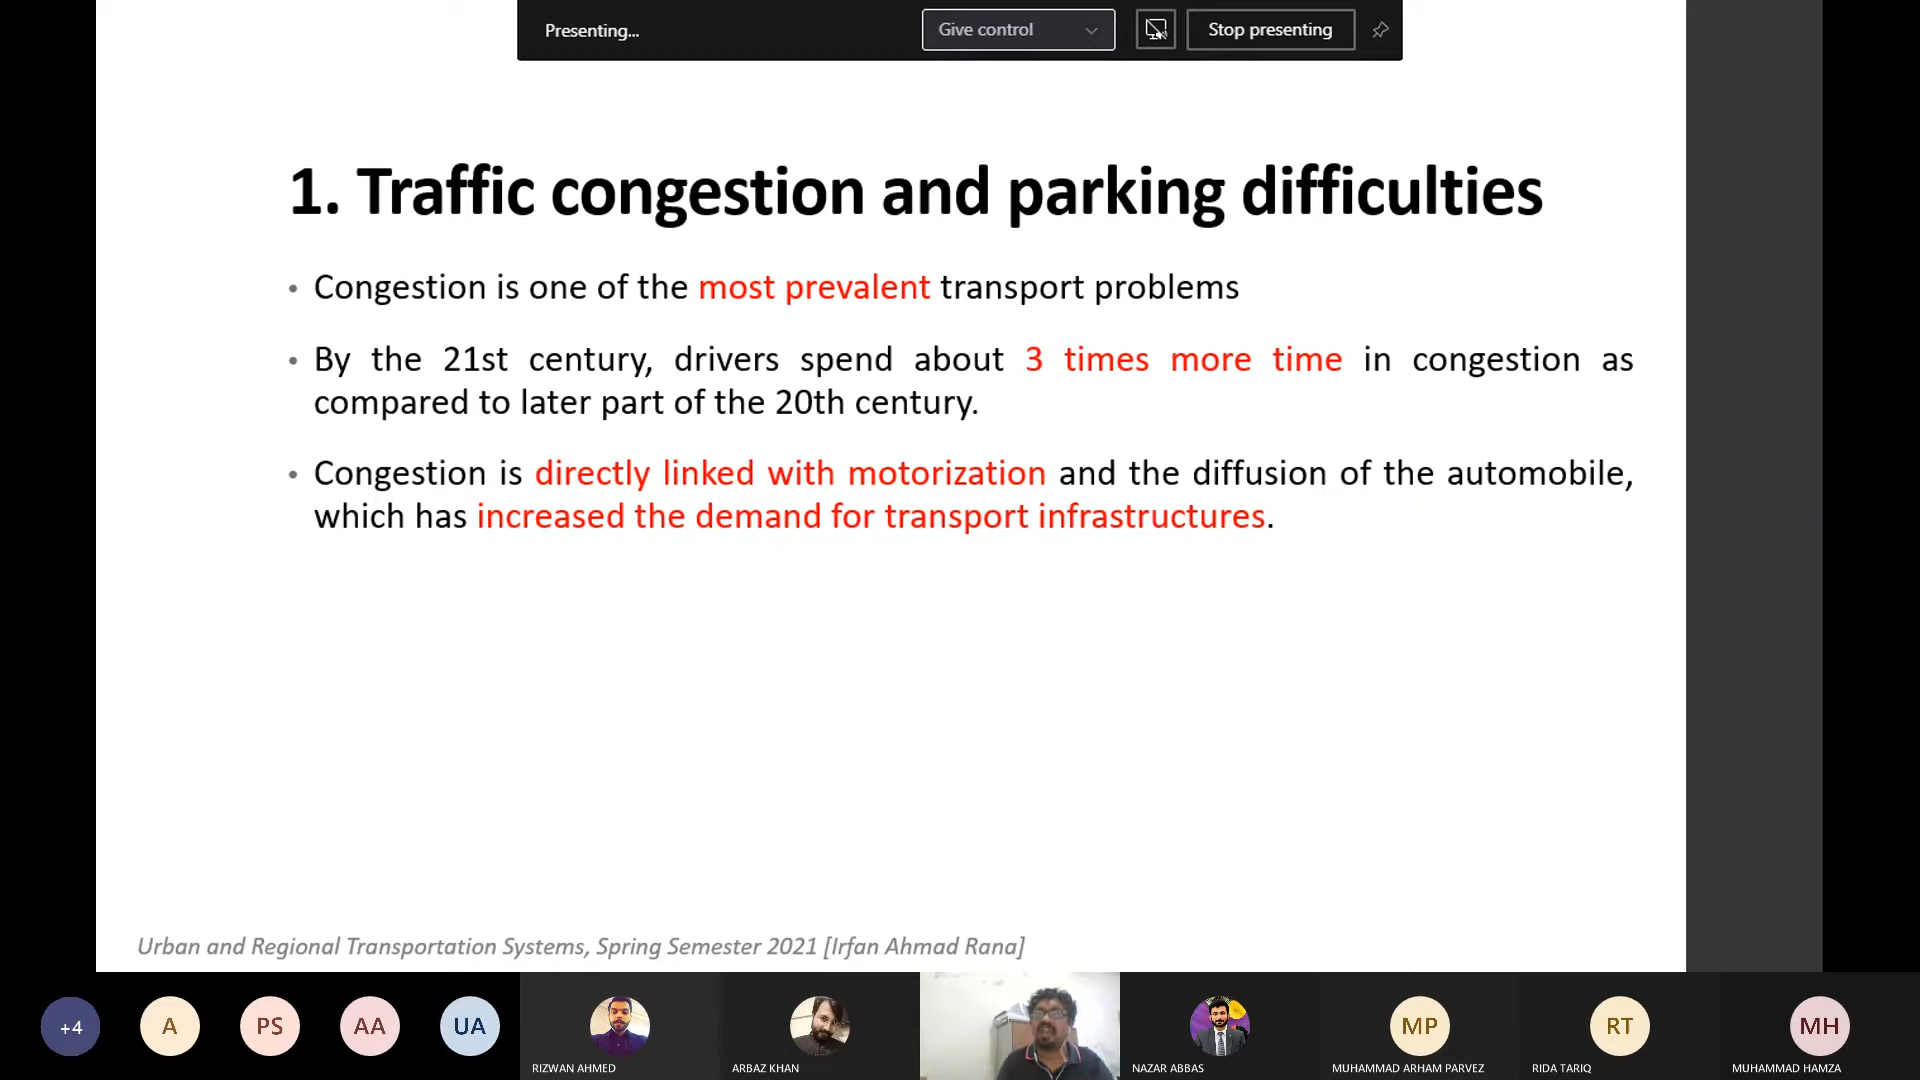 Presenting...
Give control
Stop presenting
1. Traffic congestion and parking difficulties
• Congestion is one of the most prevalent transport problems
• By the 21st century, drivers spend about 3 times more time in congestion as
compared to later part of the 20th century.
• Congestion is directly linked with motorization and the diffusion of the automobile,
which has increased the demand for transport infrastructures.
Urban and Regional Transportation Systems, Spring Semester 2021 [Irfan Ahmad Rana]
+4
A
PS
AA
UA
RIZWAN AHMED
ARBAZ KHAN
NAZAR ABBAS
MP
MUHAMMAD ARHAM PARVEZ
RT
RIDA TARIQ
MH
MUHAMMAD HAMZA